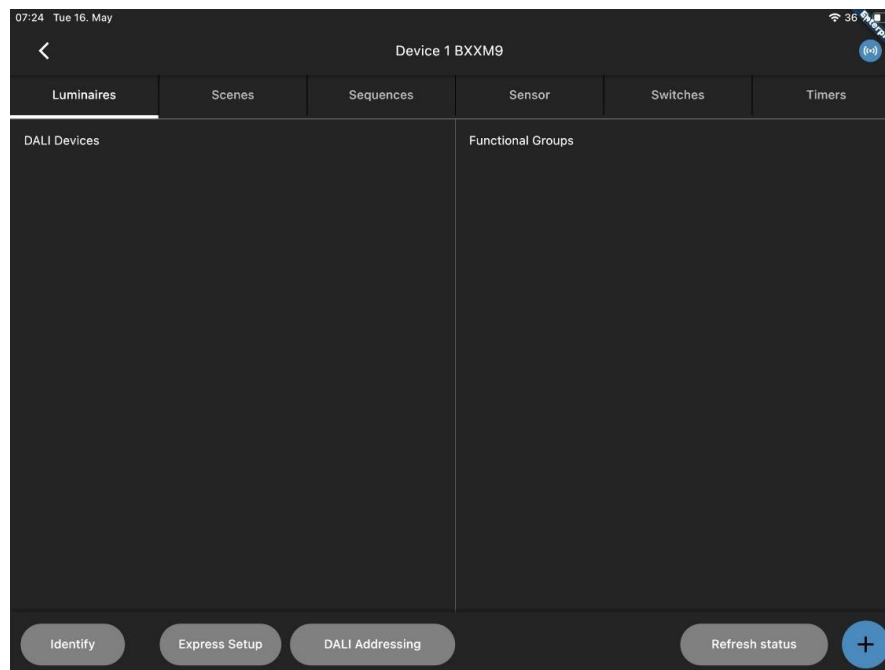 07:24 Tue 16. May
36
Device 1 BXXM9
Luminaires Scenes Sequences Sensor Switches Timers
DALI Devices Functional Groups
Identify Express Setup DALI Addressing Refresh status +